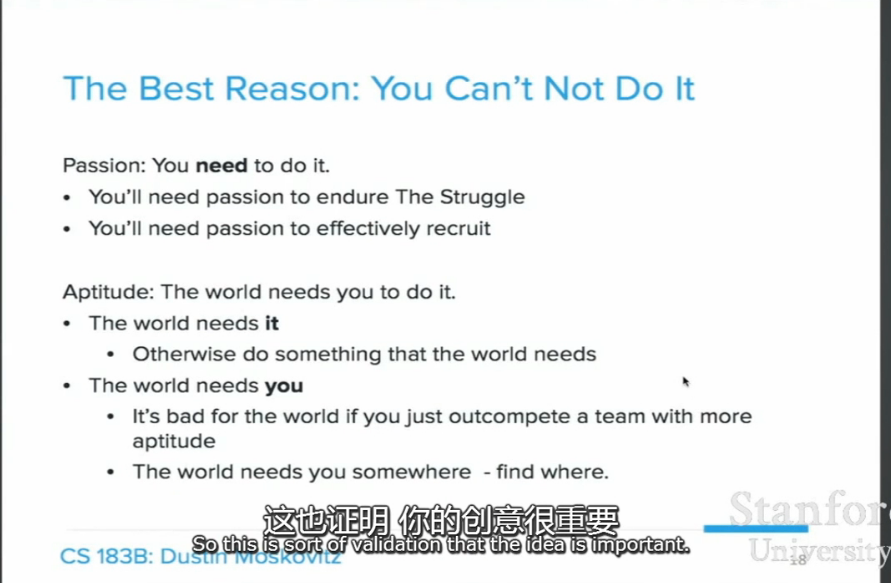 The Best Reason: You Can't Not Do It
Passion: You need to do it.
• You'll need passion to endure The Struggle
• You'll need passion to effectively recruit
Aptitude: The world needs you to do it.
• The world needs it
• Otherwise do something that the world needs
• The world needs you
• It's bad for the world if you just outcompete a team with more
aptitude
• The world needs you somewhere - find where.
这也证明 你的创意很重要
So this is sort of validation that the idea is important.
CS 183B: Dustin Moskovitz
Stanfor
University
18